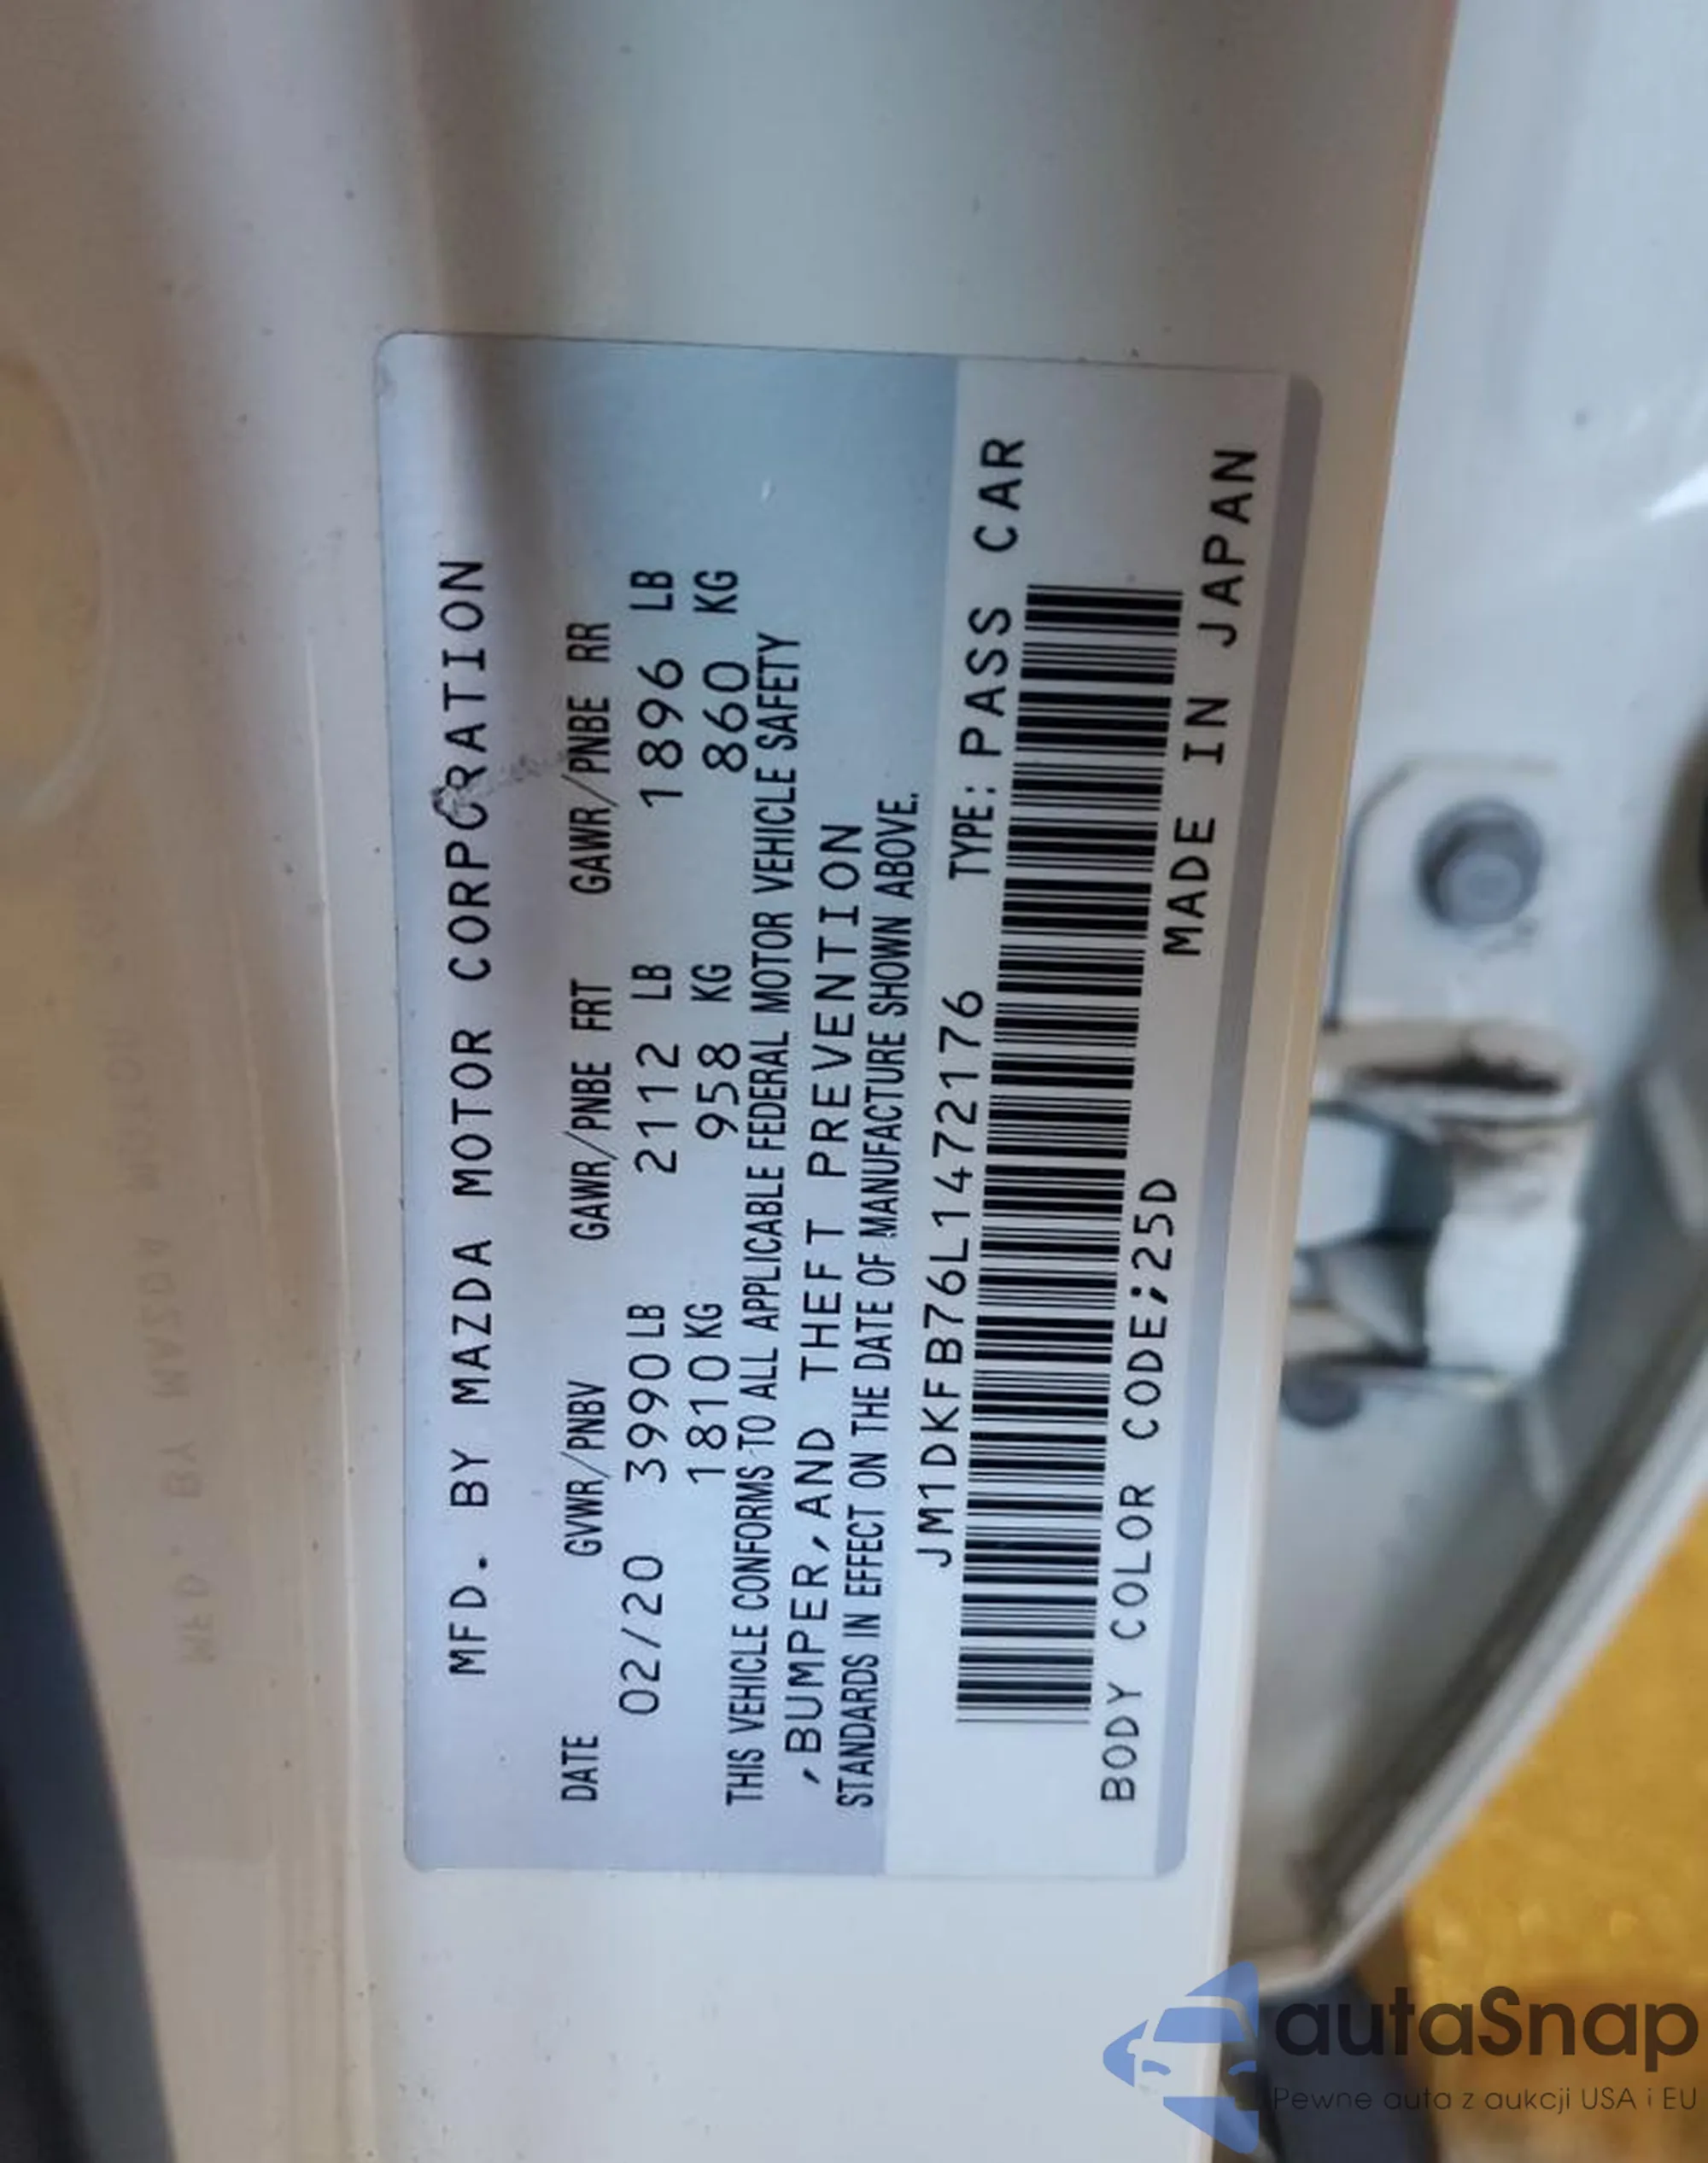 MFD. BY MAZDA MOTOR CORPORATION
DATE GVWR/PNBV GAWR/PNBE FRT GAWR/PNBE RR
02/20 3990 LB 2112 LB 1896 LB
1810 KG 958 KG 860 KG
THIS VEHICLE CONFORMS TO ALL APPLICABLE FEDERAL MOTOR VEHICLE SAFETY
,BUMPER,AND THEFT PREVENTION
STANDARDS IN EFFECT ON THE DATE OF MANUFACTURE SHOWN ABOVE.
JM1DKFB76L1472176 TYPE: PASS CAR
BODY COLOR CODE;25D MADE IN JAPAN
autaSnap
Pewne auta z aukcji USA i EU